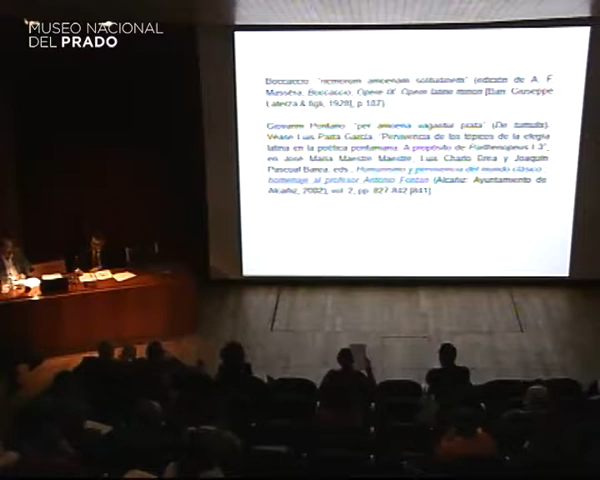 MUSEO NACIONAL
DEL PRADO
Boccaccio: "nemorum amoenam solitudinem" (edición de A. F.
Massèra, Boccaccio, Opere IX. Opere latine minori [Bari: Giuseppe
Laterza & figli, 1928], p. 107).
Giovanni Pontano: "per amoena vagantur prata" (De tumulis).
Véase Luis Parra García: "Pervivencia de los tópicos de la elegía
latina en la poética pontaniana. A propósito de Parthenopeus I 3",
en José María Maestre Maestre, Luis Charlo Brea y Joaquín
Pascual Barea, eds., Humanismo y pervivencia del mundo clásico:
homenaje al profesor Antonio Fontán (Alcañiz: Ayuntamiento de
Alcañiz, 2002), vol. 2, pp. 827-842 [841].